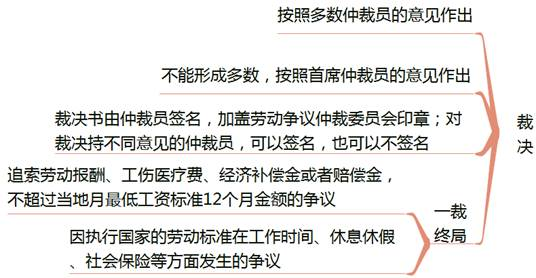 按照多数仲裁员的意见作出
不能形成多数，按照首席仲裁员的意见作出
裁决书由仲裁员签名，加盖劳动争议仲裁委员会印章；对
裁决持不同意见的仲裁员，可以签名，也可以不签名
裁
决
追索劳动报酬、工伤医疗费、经济补偿金或者赔偿金，
不超过当地月最低工资标准12个月金额的争议
一裁
终局
因执行国家的劳动标准在工作时间、休息休假
、社会保险等方面发生的争议